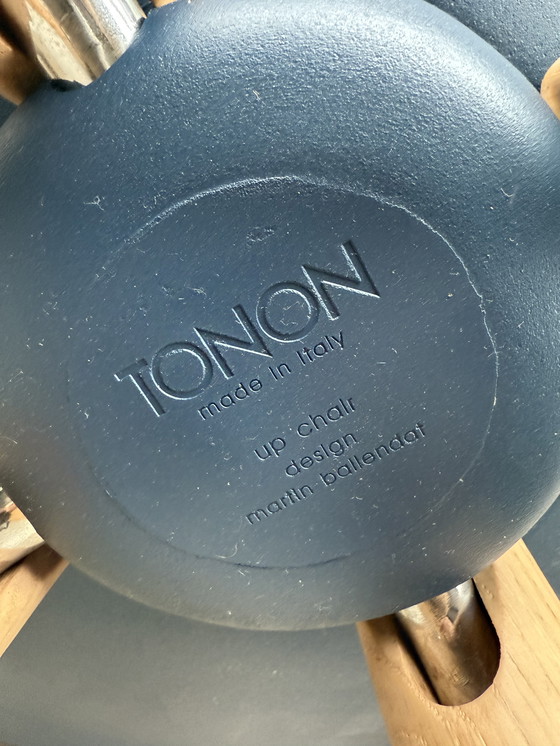 TONON
made in Italy
up chair
design
martin ballendat